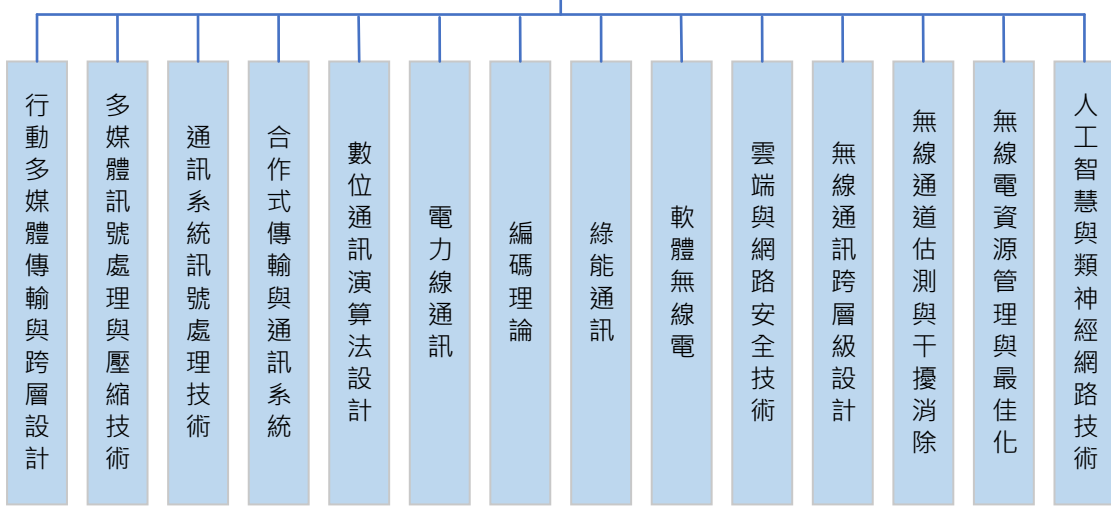 行動多媒體傳輸與跨層設計
多媒體訊號處理與壓縮技術
通訊系統訊號處理技術
合作式傳輸與通訊系統
數位通訊演算法設計
電力線通訊
編碼理論
綠能通訊
軟體無線電
雲端與網路安全技術
無線通訊跨層級設計
無線通道估測與干擾消除
無線電資源管理與最佳化
人工智慧與類神經網路技術